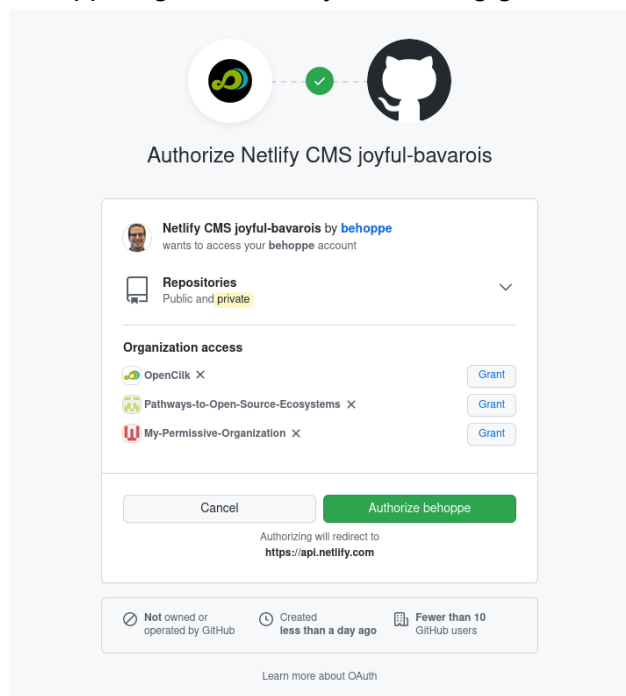 Authorize Netlify CMS joyful-bavarois
Netlify CMS joyful-bavarois by behoppe
wants to access your behoppe account
Repositories
Public and private
Organization access
OpenCilk
Grant
Pathways-to-Open-Source-Ecosystems
Grant
My-Permissive-Organization
Grant
Cancel
Authorize behoppe
Authorizing will redirect to
https://api.netlify.com
Not owned or
operated by GitHub
Created
less than a day ago
Fewer than 10
GitHub users
Learn more about OAuth